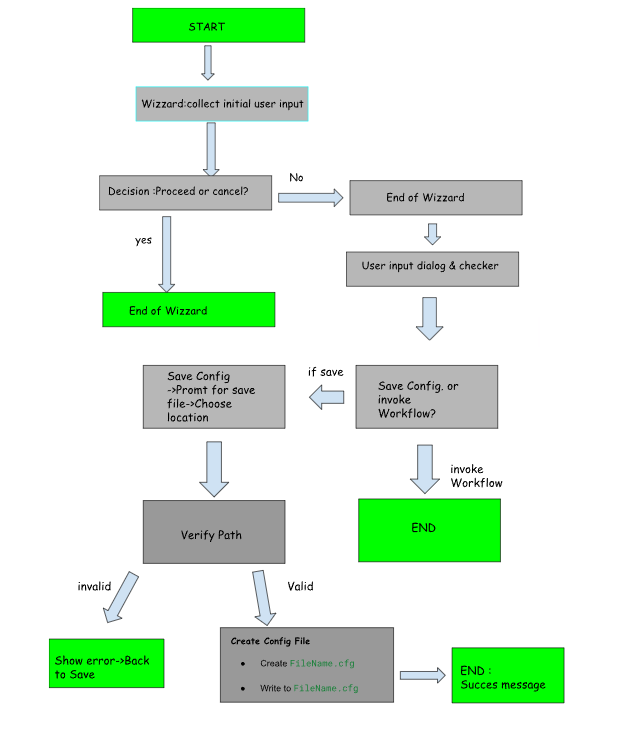 START
Wizzard:collect initial user input
Decision :Proceed or cancel?
No
End of Wizzard
yes
User input dialog & checker
End of Wizzard
if save
Save Config
->Promt for save
file->Choose
location
Save Config. or
invoke
Workflow?
invoke
Workflow
END
Verify Path
invalid
Valid
Show error->Back
to Save
Create Config File
● Create FileName.cfg
● Write to FileName.cfg
END :
Succes message